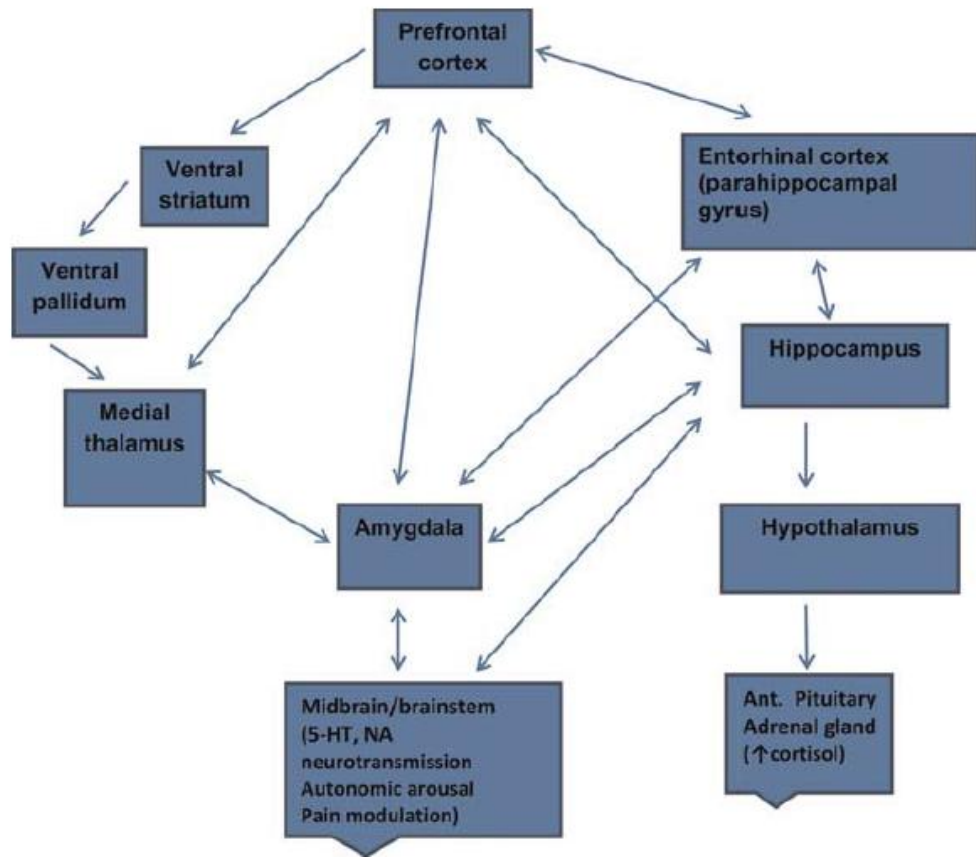 Prefrontal
cortex
Ventral
striatum
Entorhinal cortex
(parahippocampal
gyrus)
Ventral
pallidum
Hippocampus
Medial
thalamus
Amygdala
Hypothalamus
Midbrain/brainstem
(5-HT, NA
neurotransmission
Autonomic arousal
Pain modulation)
Ant. Pituitary
Adrenal gland
(↑cortisol)